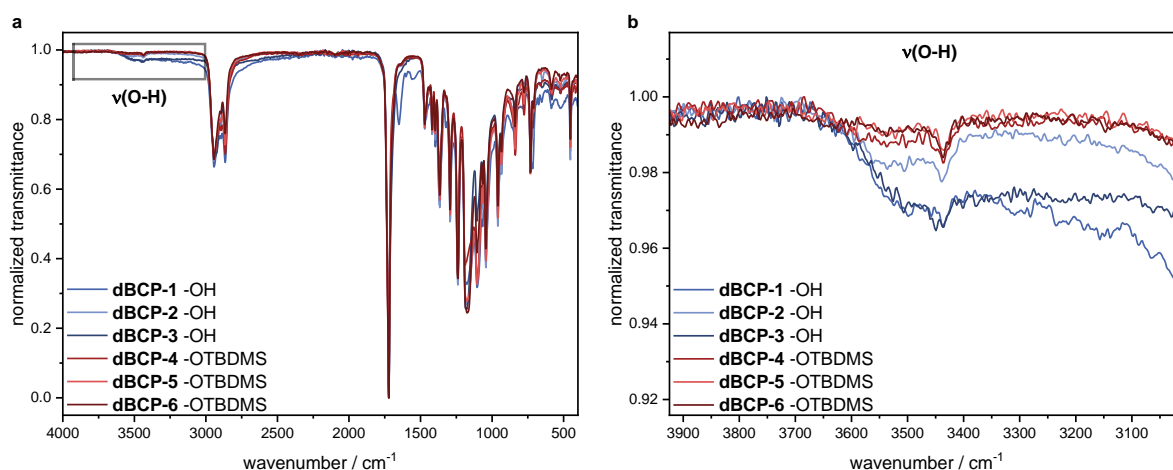 a
1.0
0.8
0.6
0.4
0.2
0.0
normalized transmittance
ν(O-H)
dBCP-1 -OH
dBCP-2 -OH
dBCP-3 -OH
dBCP-4 -OTBDMS
dBCP-5 -OTBDMS
dBCP-6 -OTBDMS
4000 3500 3000 2500 2000 1500 1000 500
wavenumber / cm⁻¹
b
ν(O-H)
1.00
0.98
0.96
0.94
0.92
normalized transmittance
dBCP-1 -OH
dBCP-2 -OH
dBCP-3 -OH
dBCP-4 -OTBDMS
dBCP-5 -OTBDMS
dBCP-6 -OTBDMS
3900 3800 3700 3600 3500 3400 3300 3200 3100
wavenumber / cm⁻¹